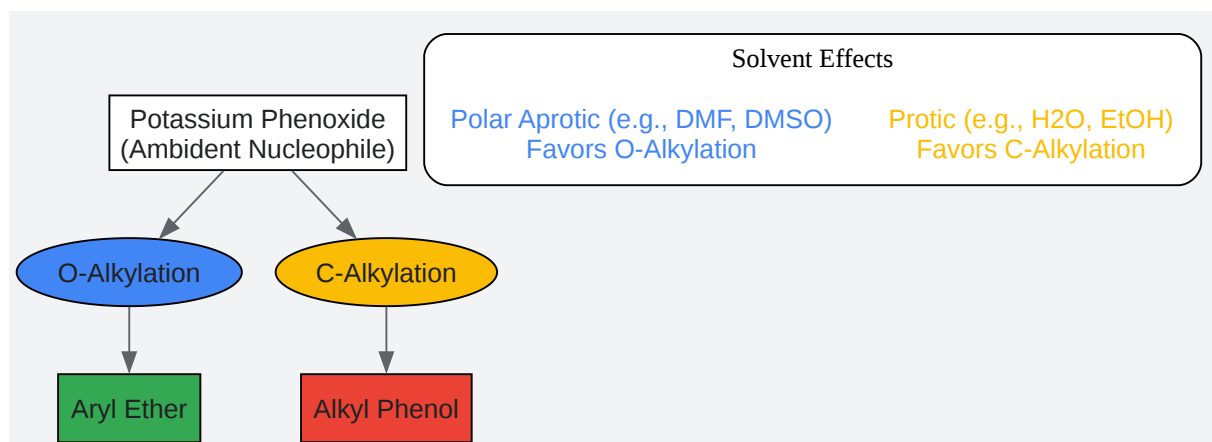 Solvent Effects
Potassium Phenoxide
(Ambident Nucleophile)
Polar Aprotic (e.g., DMF, DMSO)
Favors O-Alkylation
Protic (e.g., H2O, EtOH)
Favors C-Alkylation
O-Alkylation
C-Alkylation
Aryl Ether
Alkyl Phenol